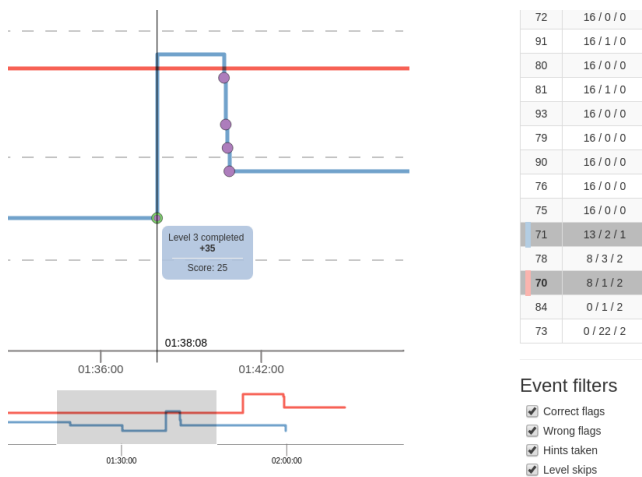 Level 3 completed
+35
Score: 25
01:38:08
01:36:00 01:42:00
01:30:00 02:00:00
72 16 / 0 / 0
91 16 / 1 / 0
80 16 / 0 / 0
81 16 / 1 / 0
93 16 / 0 / 0
79 16 / 0 / 0
90 16 / 0 / 0
76 16 / 0 / 0
75 16 / 0 / 0
71 13 / 2 / 1
78 8 / 3 / 2
70 8 / 1 / 2
84 0 / 1 / 2
73 0 / 22 / 2
Event filters
Correct flags
Wrong flags
Hints taken
Level skips